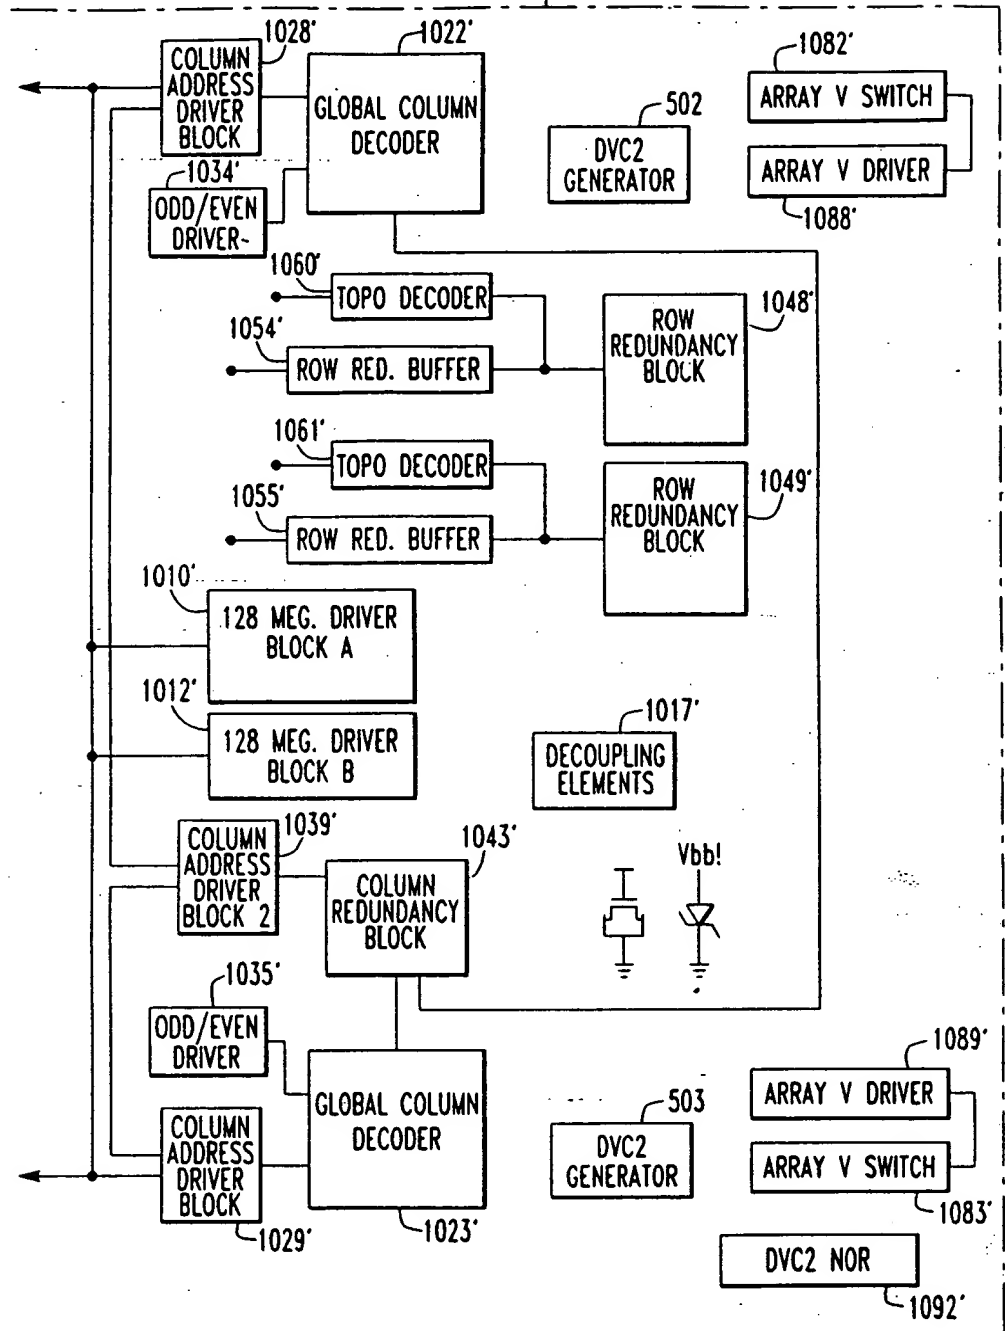 1028'
COLUMN
ADDRESS
DRIVER
BLOCK
1022'
GLOBAL COLUMN
DECODER
1034'
ODD/EVEN
DRIVER
502
DVC2
GENERATOR
1082'
ARRAY V SWITCH
ARRAY V DRIVER
1088'
1060'
TOPO DECODER
1054'
ROW RED. BUFFER
1048'
ROW
REDUNDANCY
BLOCK
1061'
TOPO DECODER
1055'
ROW RED. BUFFER
1049'
ROW
REDUNDANCY
BLOCK
1010'
128 MEG. DRIVER
BLOCK A
1012'
128 MEG. DRIVER
BLOCK B
1017'
DECOUPLING
ELEMENTS
1039'
COLUMN
ADDRESS
DRIVER
BLOCK 2
1043'
COLUMN
REDUNDANCY
BLOCK
Vbb!
1035'
ODD/EVEN
DRIVER
GLOBAL COLUMN
DECODER
1023'
COLUMN
ADDRESS
DRIVER
BLOCK
1029'
503
DVC2
GENERATOR
1089'
ARRAY V DRIVER
ARRAY V SWITCH
1083'
DVC2 NOR
1092'